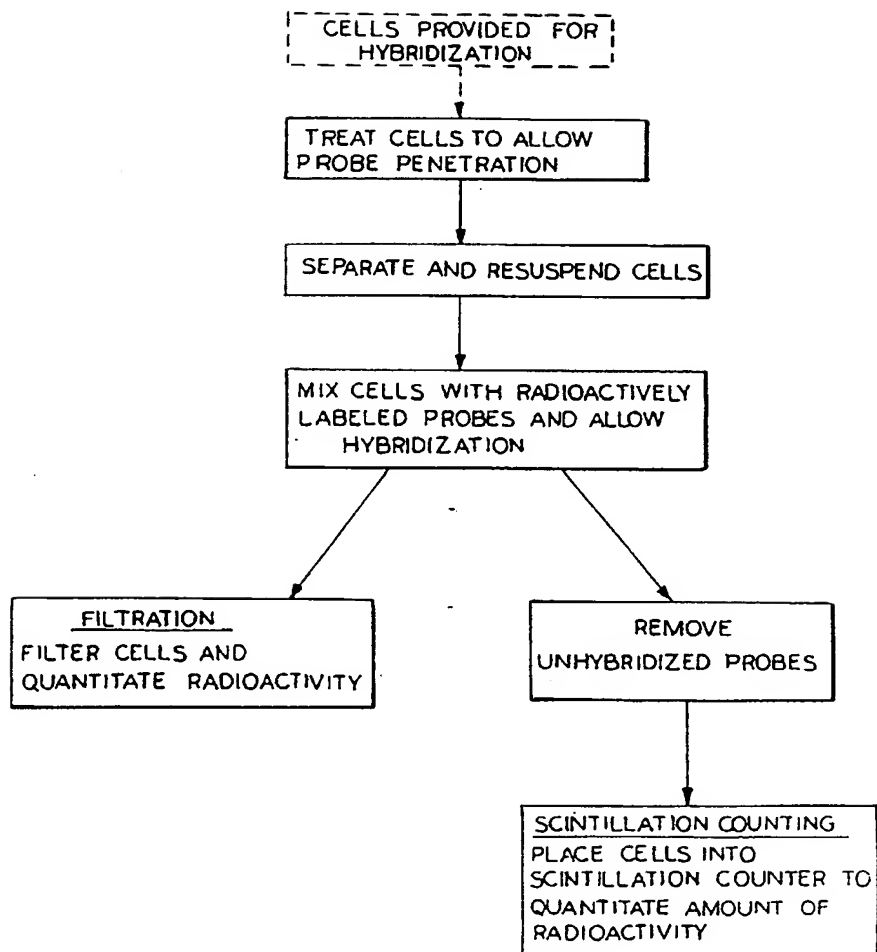 CELLS PROVIDED FOR
HYBRIDIZATION
TREAT CELLS TO ALLOW
PROBE PENETRATION
SEPARATE AND RESUSPEND CELLS
MIX CELLS WITH RADIOACTIVELY
LABELED PROBES AND ALLOW
HYBRIDIZATION
FILTRATION
FILTER CELLS AND
QUANTITATE RADIOACTIVITY
REMOVE
UNHYBRIDIZED PROBES
SCINTILLATION COUNTING
PLACE CELLS INTO
SCINTILLATION COUNTER TO
QUANTITATE AMOUNT OF
RADIOACTIVITY